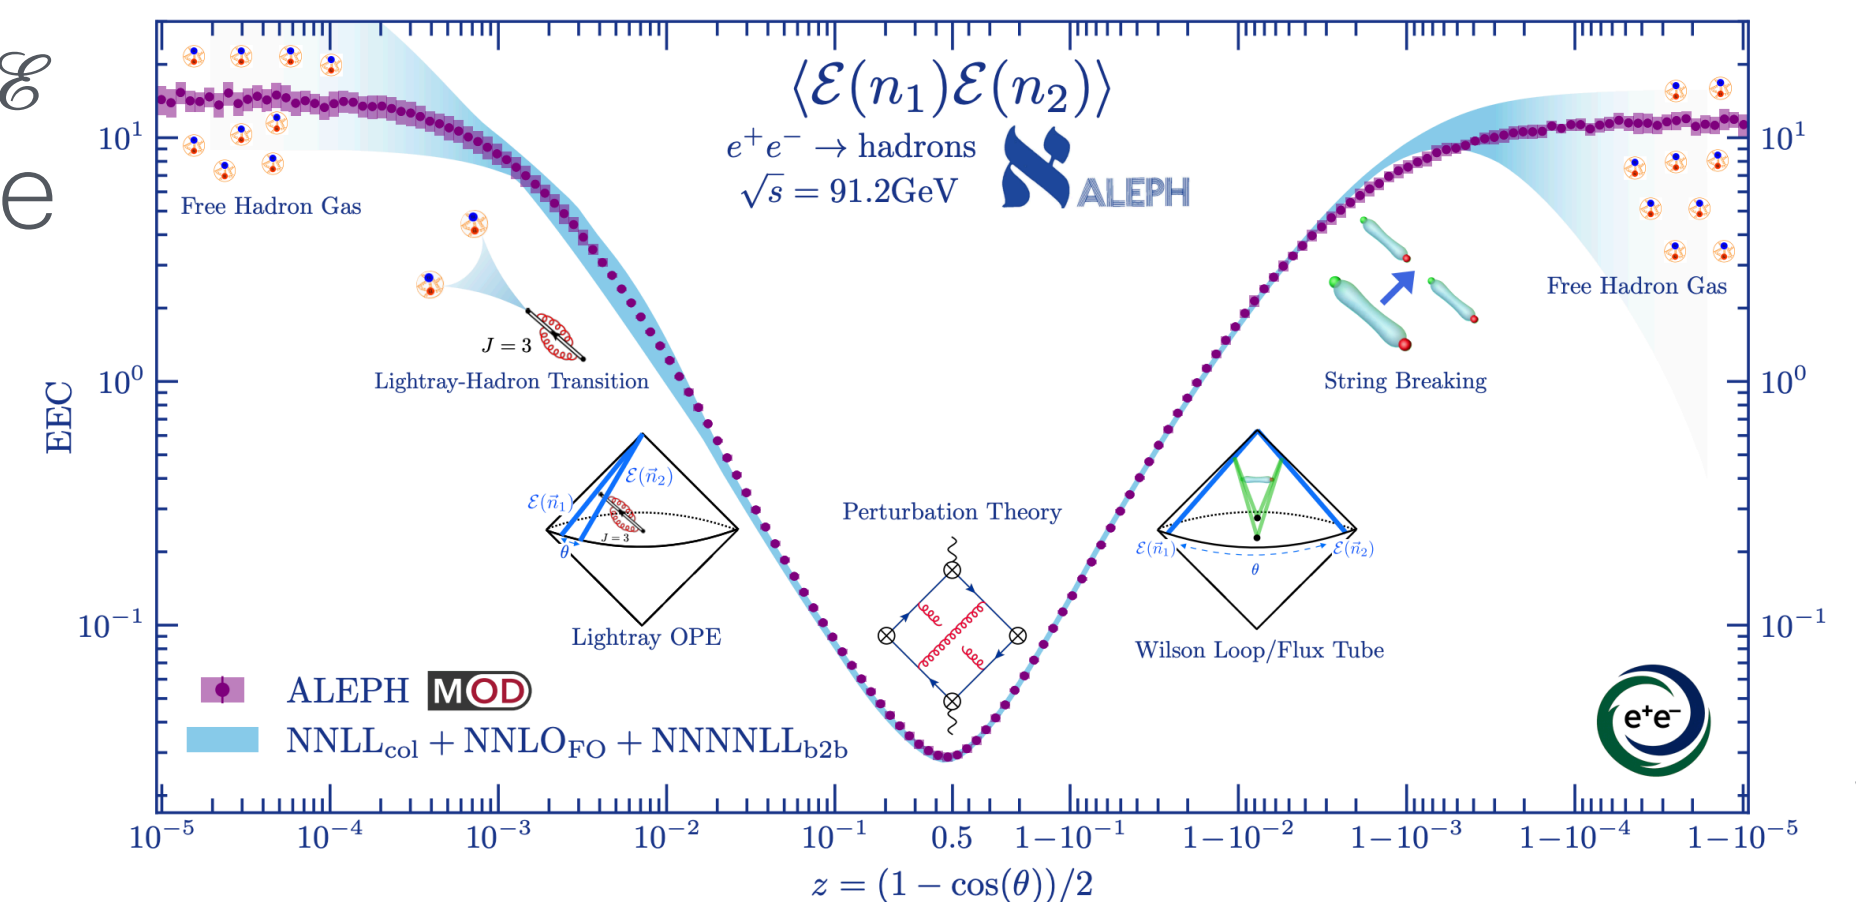 ℰ
e
⟨ℰ(n₁)ℰ(n₂)⟩
e⁺e⁻ → hadrons
√s = 91.2GeV
ALEPH
10¹
10⁰
10⁻¹
EEC
10¹
10⁰
10⁻¹
Free Hadron Gas
J = 3
Lightray-Hadron Transition
ℰ(n⃗₁)
ℰ(n⃗₂)
J = 3
θ
Lightray OPE
Perturbation Theory
Free Hadron Gas
String Breaking
ℰ(n⃗₁)
ℰ(n⃗₂)
θ
Wilson Loop/Flux Tube
ALEPH MOD
NNLL_col + NNLO_FO + NNNNLL_b2b
e⁺e⁻
10⁻⁵ 10⁻⁴ 10⁻³ 10⁻² 10⁻¹ 0.5 1−10⁻¹ 1−10⁻² 1−10⁻³ 1−10⁻⁴ 1−10⁻⁵
z = (1 − cos(θ))/2